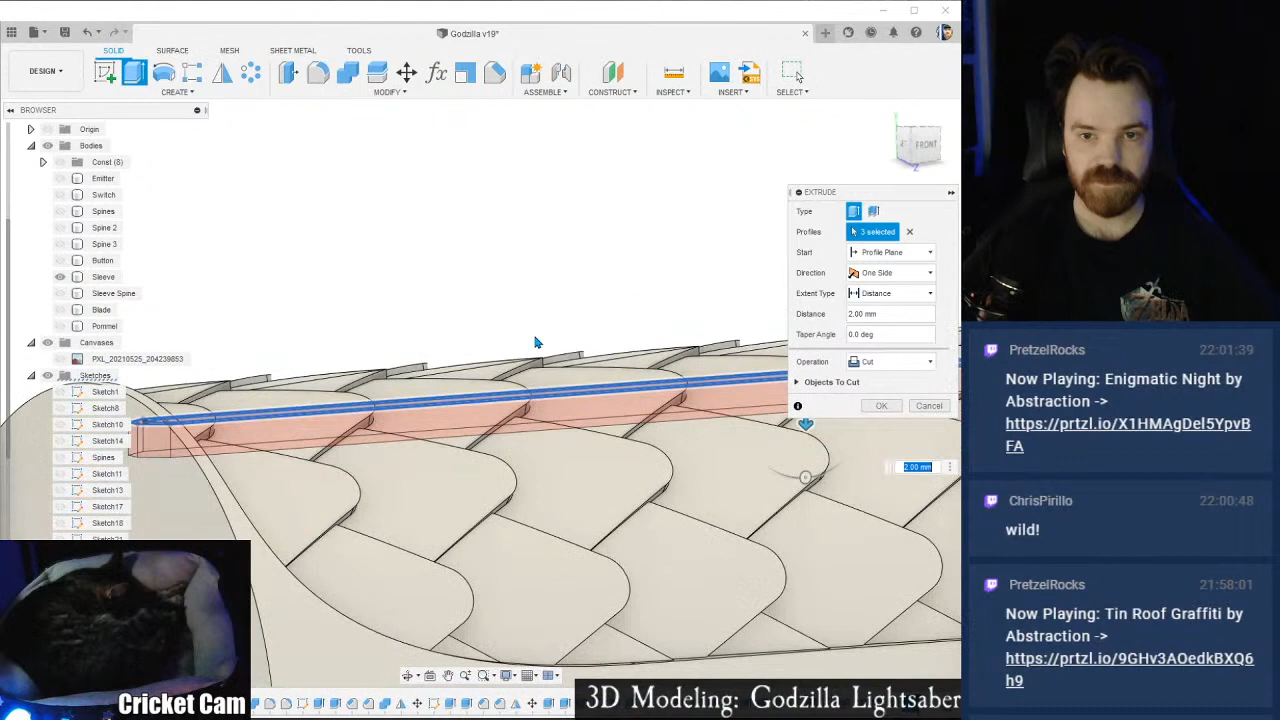 Godzilla v19*
SOLID
SURFACE
MESH
SHEET METAL
TOOLS
DESIGN
CREATE
MODIFY
ASSEMBLE
CONSTRUCT
INSPECT
INSERT
SELECT
BROWSER
Origin
Bodies
Const (8)
Emitter
Switch
Spines
Spine 2
Spine 3
Button
Sleeve
Sleeve Spine
Blade
Pommel
Canvases
PXL_20210525_204239853
Sketches
Sketch1
Sketch8
Sketch10
Sketch14
Spines
Sketch11
Sketch13
Sketch17
Sketch18
FRONT
Z
EXTRUDE
Type
Profiles 3 selected
Start Profile Plane
Direction One Side
Extent Type Distance
Distance 2.00 mm
Taper Angle 0.0 deg
Operation Cut
Objects To Cut
OK Cancel
2.00 mm
PretzelRocks 22:01:39
Now Playing: Enigmatic Night by
Abstraction ->
https://prtzl.io/X1HMAgDel5YpvB
FA
ChrisPirillo 22:00:48
wild!
PretzelRocks 21:58:01
Now Playing: Tin Roof Graffiti by
Abstraction ->
https://prtzl.io/9GHv3AOedkBXQ6
h9
Cricket Cam
3D Modeling: Godzilla Lightsaber